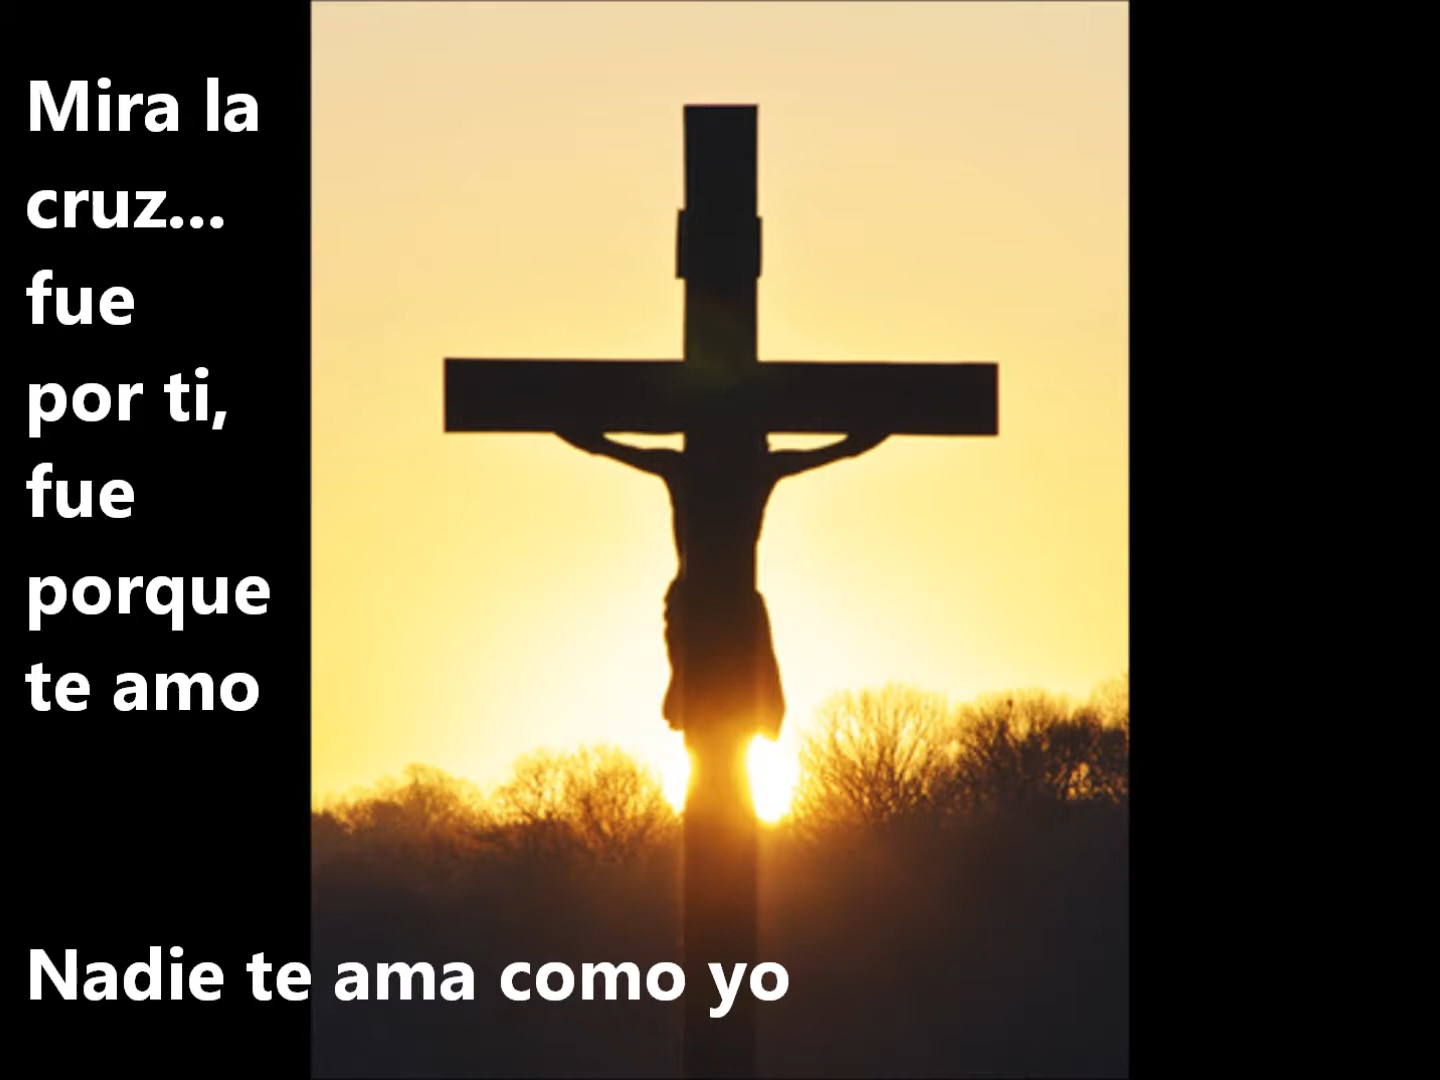 Mira la
cruz...
fue
por ti,
fue
porque
te amo
Nadie te ama como yo